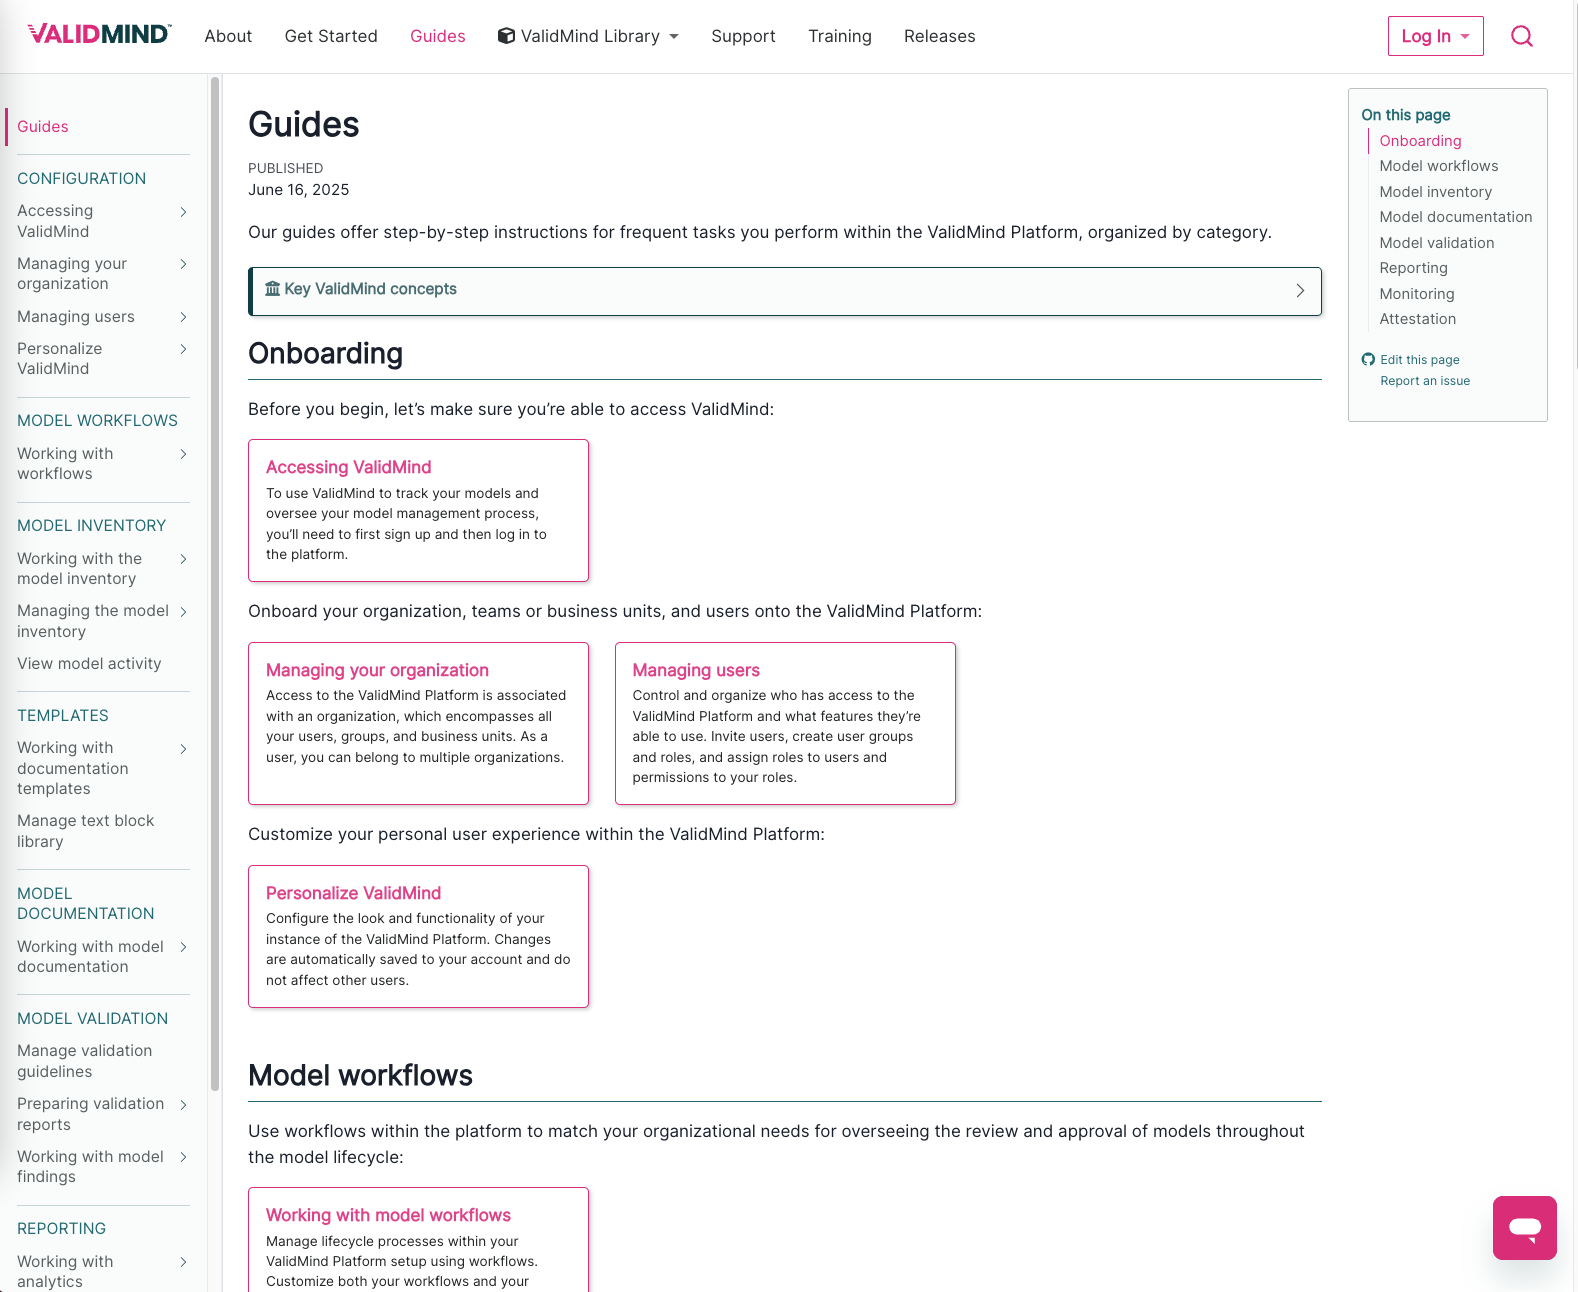 VALIDMIND™
About
Get Started
Guides
ValidMind Library
Support
Training
Releases
Log In
Guides
CONFIGURATION
Accessing
ValidMind
Managing your
organization
Managing users
Personalize
ValidMind
MODEL WORKFLOWS
Working with
workflows
MODEL INVENTORY
Working with the
model inventory
Managing the model
inventory
View model activity
TEMPLATES
Working with
documentation
templates
Manage text block
library
MODEL
DOCUMENTATION
Working with model
documentation
MODEL VALIDATION
Manage validation
guidelines
Preparing validation
reports
Working with model
findings
REPORTING
Working with
analytics
Guides
PUBLISHED
June 16, 2025
Our guides offer step-by-step instructions for frequent tasks you perform within the ValidMind Platform, organized by category.
Key ValidMind concepts
Onboarding
Before you begin, let’s make sure you’re able to access ValidMind:
Accessing ValidMind
To use ValidMind to track your models and
oversee your model management process,
you’ll need to first sign up and then log in to
the platform.
Onboard your organization, teams or business units, and users onto the ValidMind Platform:
Managing your organization
Access to the ValidMind Platform is associated
with an organization, which encompasses all
your users, groups, and business units. As a
user, you can belong to multiple organizations.
Managing users
Control and organize who has access to the
ValidMind Platform and what features they’re
able to use. Invite users, create user groups
and roles, and assign roles to users and
permissions to your roles.
Customize your personal user experience within the ValidMind Platform:
Personalize ValidMind
Configure the look and functionality of your
instance of the ValidMind Platform. Changes
are automatically saved to your account and do
not affect other users.
Model workflows
Use workflows within the platform to match your organizational needs for overseeing the review and approval of models throughout
the model lifecycle:
Working with model workflows
Manage lifecycle processes within your
ValidMind Platform setup using workflows.
Customize both your workflows and your
On this page
Onboarding
Model workflows
Model inventory
Model documentation
Model validation
Reporting
Monitoring
Attestation
Edit this page
Report an issue